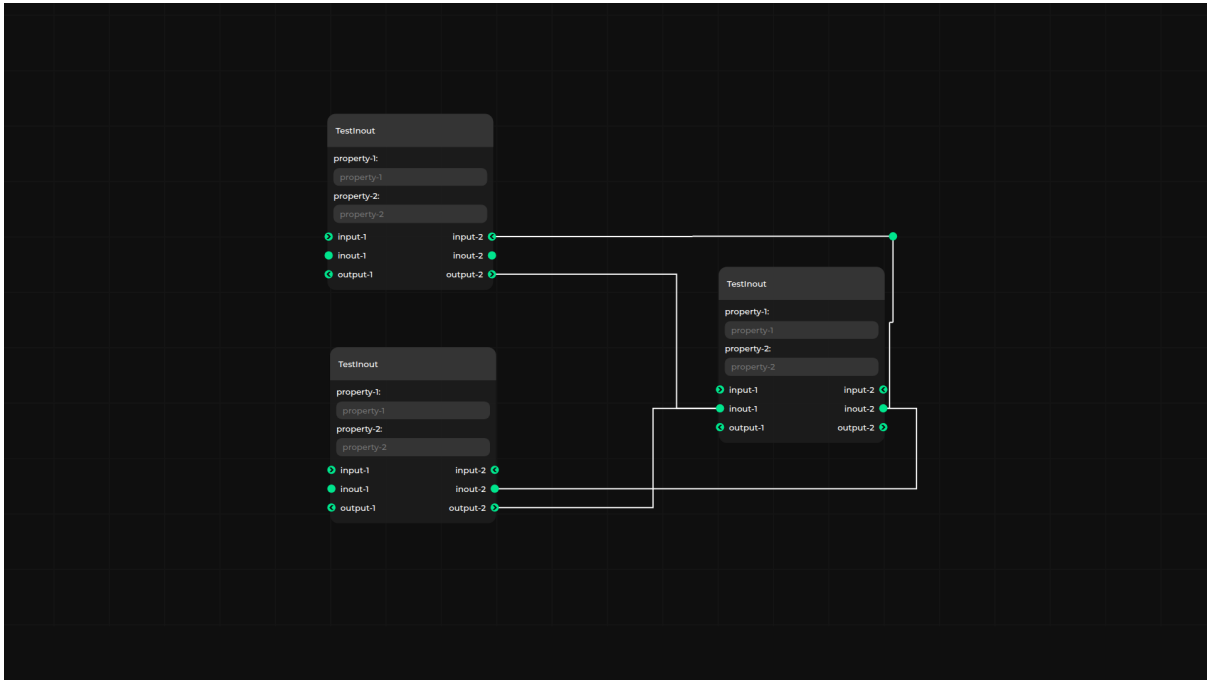 TestInout
property-1:
property-1
property-2:
property-2
input-1 input-2
inout-1 inout-2
output-1 output-2
TestInout
property-1:
property-1
property-2:
property-2
input-1 input-2
inout-1 inout-2
output-1 output-2
TestInout
property-1:
property-1
property-2:
property-2
input-1 input-2
inout-1 inout-2
output-1 output-2